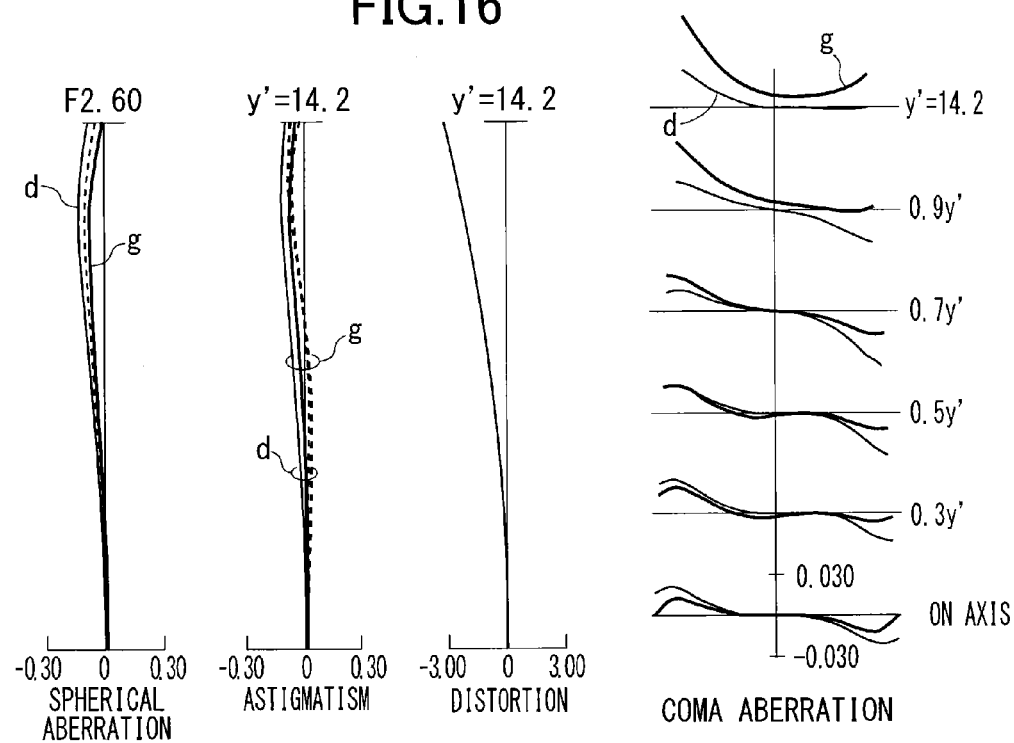 FIG.16
F2.60
d
g
-0.30 0 0.30
SPHERICAL
ABERRATION
y'=14.2
g
d
-0.30 0 0.30
ASTIGMATISM
y'=14.2
-3.00 0 3.00
DISTORTION
g
d
y'=14.2
0.9y'
0.7y'
0.5y'
0.3y'
0.030
ON AXIS
-0.030
COMA ABERRATION